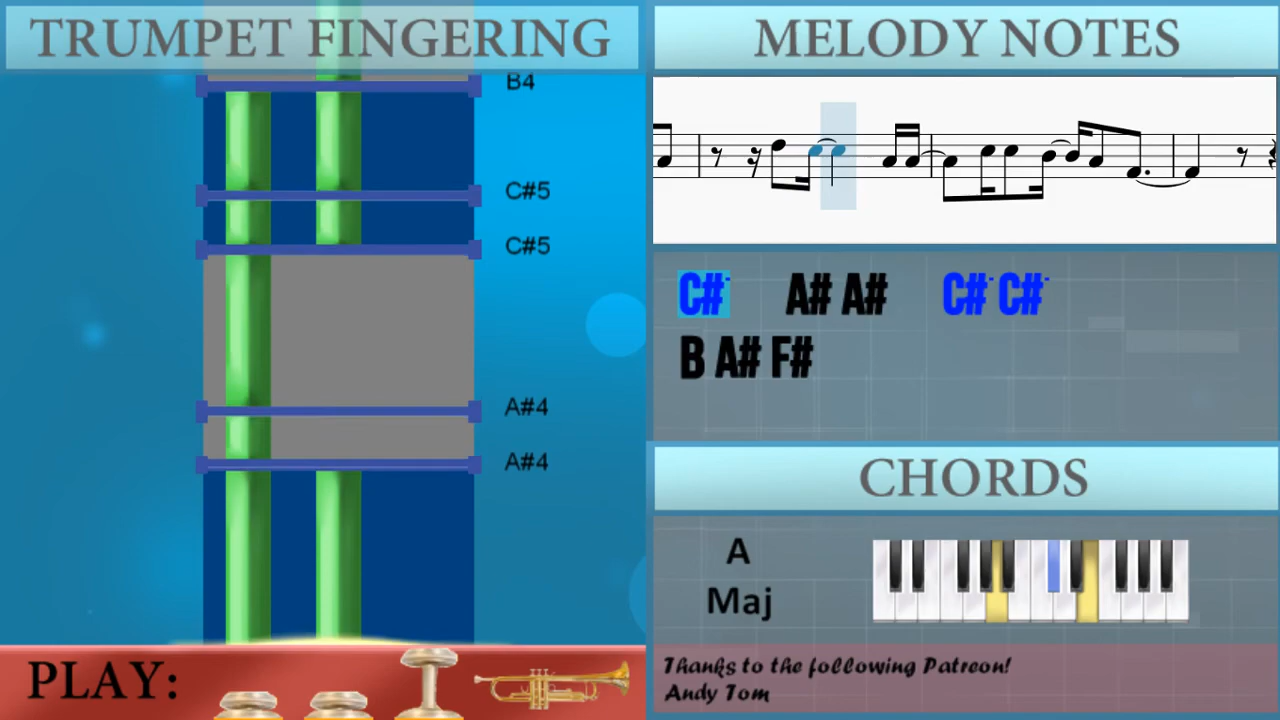 TRUMPET FINGERING
B4
C#5
C#5
A#4
A#4
PLAY:
MELODY NOTES
C#- A# A# C#- C#-
B A# F#
CHORDS
A
Maj
Thanks to the following Patreon!
Andy Tom